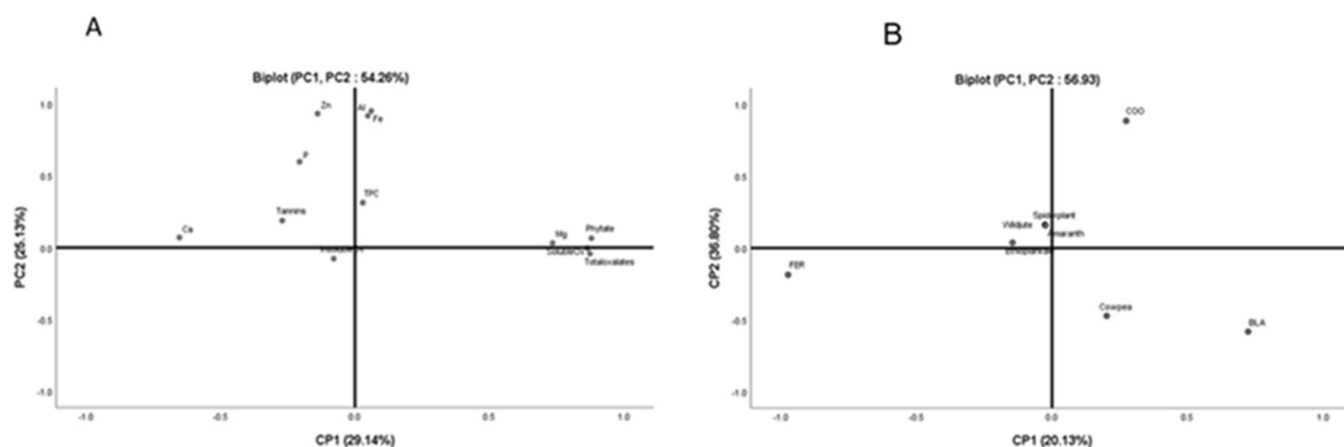 A
Biplot (PC1, PC2 : 54.26%)
1.0
Zn
Al
Fe
P
0.5
TPC
Tannins
Ca
Mg
Phytate
0.0
Totaloxalates
-0.5
-1.0
-1.0
-0.5
0.0
0.5
1.0
PC2 (25.13%)
CP1 (29.14%)
B
Biplot (PC1, PC2 : 56.93)
1.0
COO
0.5
Spiderplant
Wildjute
Amaranth
0.0
FER
Cowpea
BLA
-0.5
-1.0
-1.0
-0.5
0.0
0.5
1.0
CP2 (36.80%)
CP1 (20.13%)